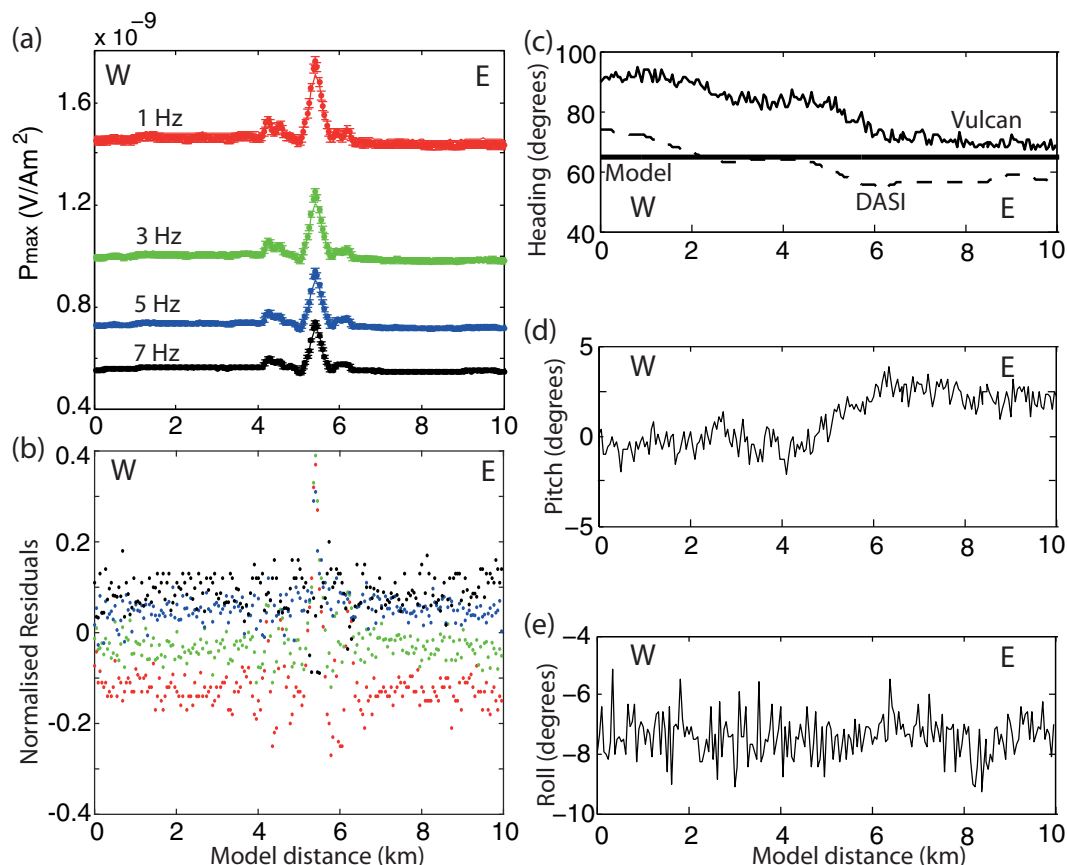 (a)
x 10⁻⁹
W
E
1.6
1 Hz
1.2
3 Hz
0.8
5 Hz
7 Hz
0.4
Pmax (V/Am²)
0 2 4 6 8 10
(b)
0.4
W
E
0.2
0
-0.2
-0.4
Normalised Residuals
0 2 4 6 8 10
Model distance (km)
(c)
100
80
60
40
Heading (degrees)
Vulcan
Model
DASI
W
E
0 2 4 6 8 10
(d)
5
W
E
0
−5
Pitch (degrees)
0 2 4 6 8 10
(e)
−4
W
E
−6
−8
−10
Roll (degrees)
0 2 4 6 8 10
Model distance (km)